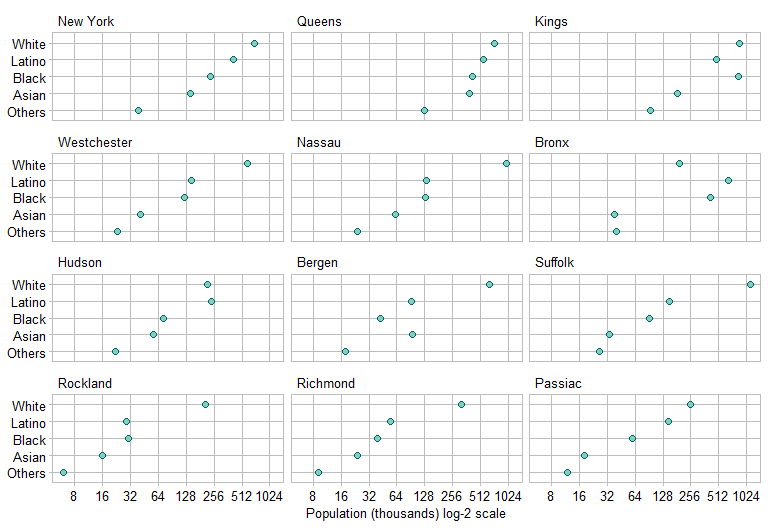 New York Queens Kings
White
Latino
Black
Asian
Others
Westchester Nassau Bronx
White
Latino
Black
Asian
Others
Hudson Bergen Suffolk
White
Latino
Black
Asian
Others
Rockland Richmond Passiac
White
Latino
Black
Asian
Others
8 16 32 64 128 256 512 1024 8 16 32 64 128 256 512 1024 8 16 32 64 128 256 512 1024
Population (thousands) log-2 scale